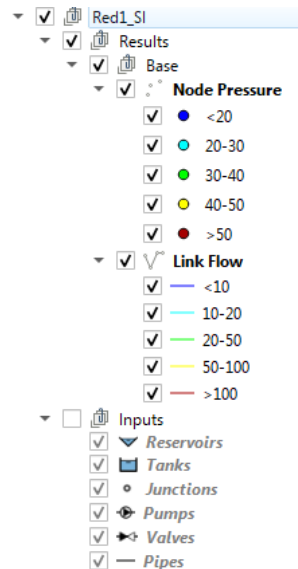 Red1_SI
Results
Base
Node Pressure
<20
20-30
30-40
40-50
>50
Link Flow
<10
10-20
20-50
50-100
>100
Inputs
Reservoirs
Tanks
Junctions
Pumps
Valves
Pipes